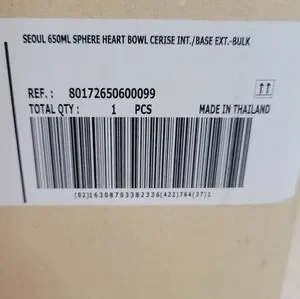 SEOUL 650ML SPHERE HEART BOWL CERISE INT./BASE EXT.-BULK
REF. : 80172650600099
TOTAL QTY : 1 PCS MADE IN THAILAND
(02)16308703382336(422)764(37)1